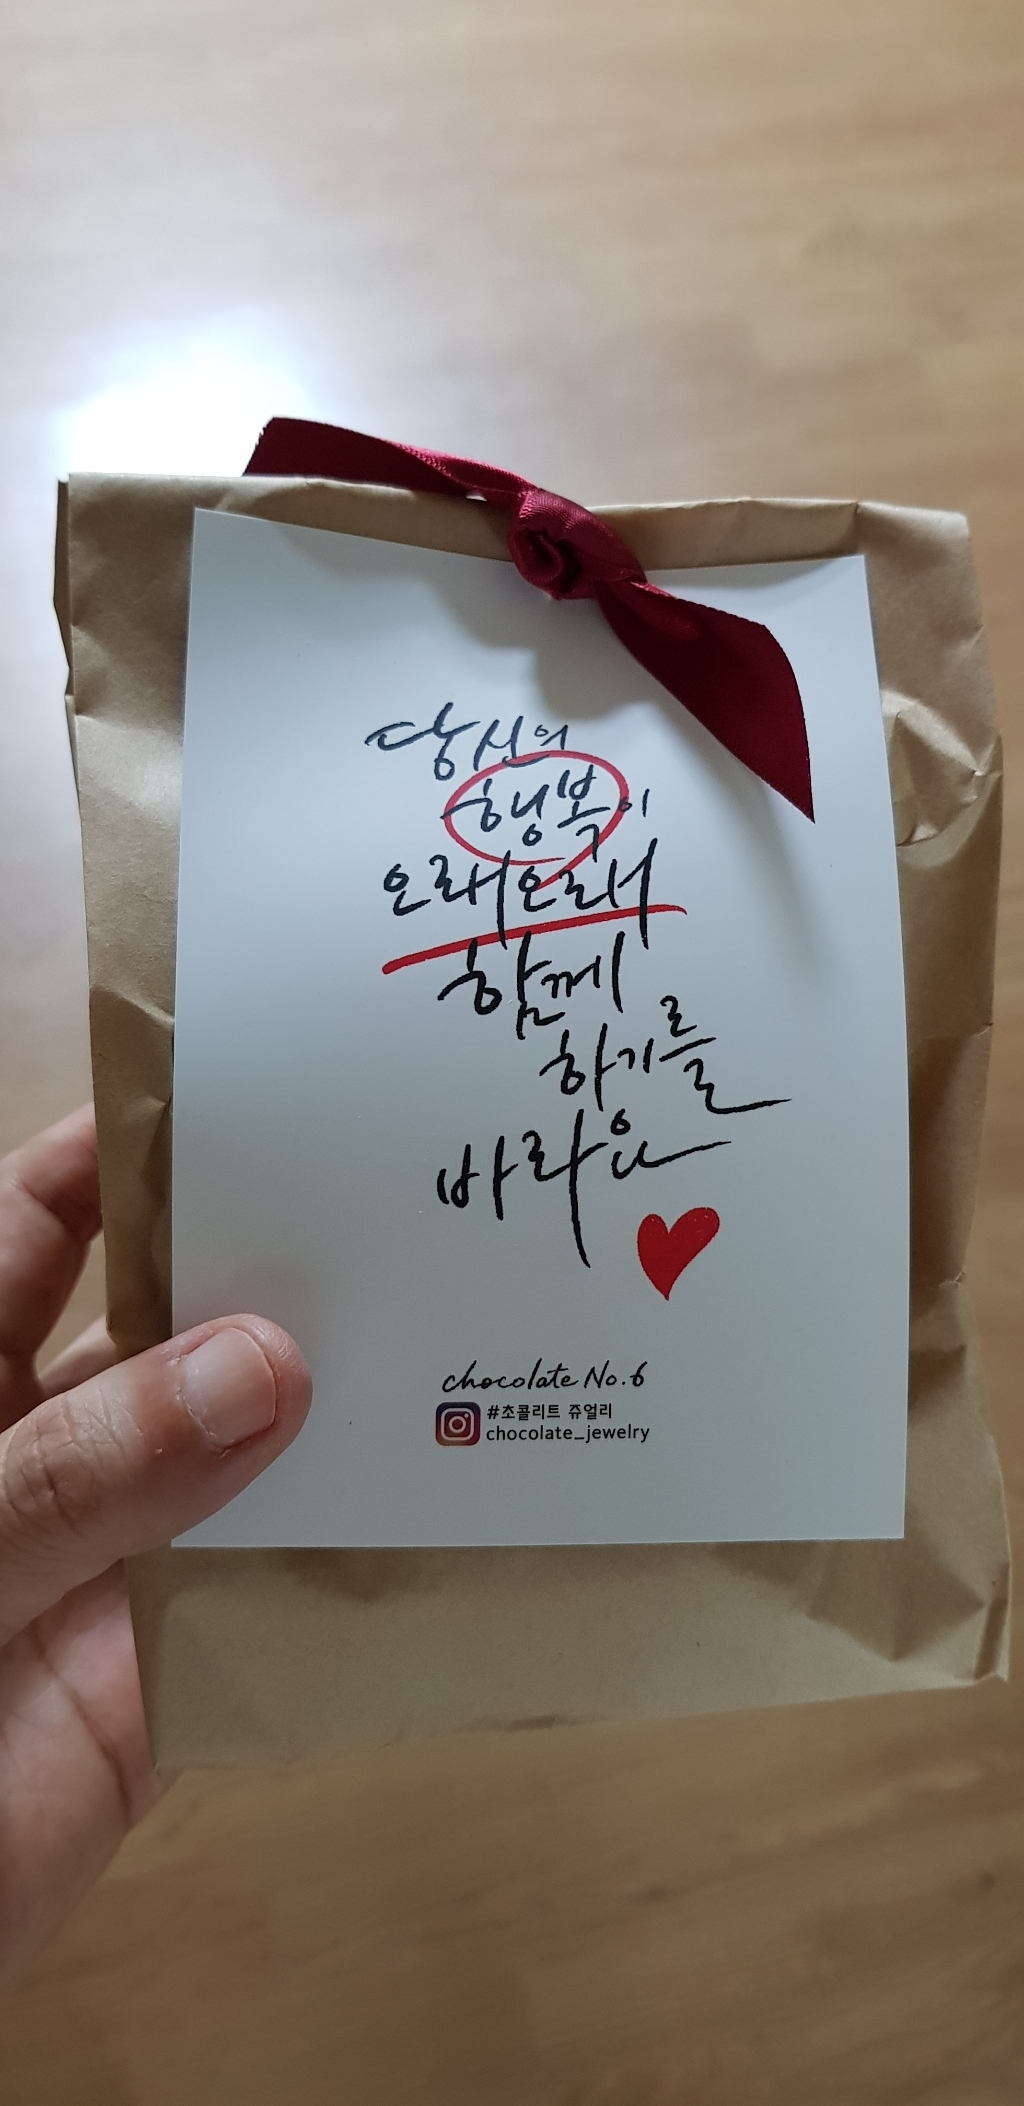 당신의
행복이
오래오래
함께
하기를
바라요
chocolate No.6
#초콜리트 쥬얼리
chocolate_jewelry